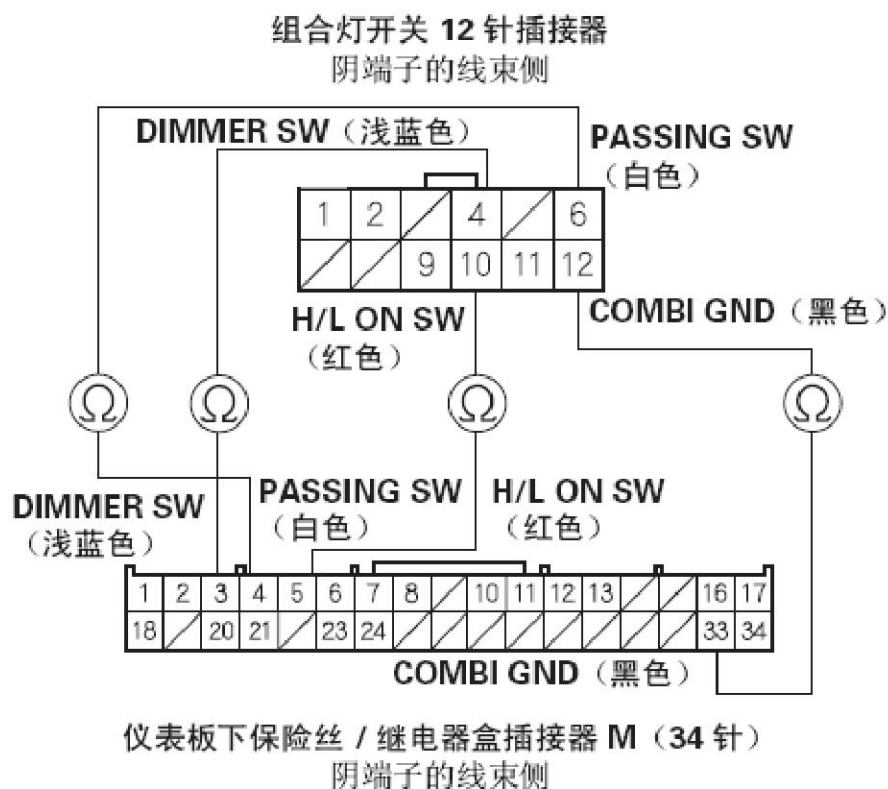 组合灯开关 12 针插接器
阴端子的线束侧
DIMMER SW（浅蓝色）
PASSING SW
（白色）
1 2 4 6
9 10 11 12
H/L ON SW
（红色）
COMBI GND（黑色）
Ω Ω Ω Ω
DIMMER SW
（浅蓝色）
PASSING SW
（白色）
H/L ON SW
（红色）
1 2 3 4 5 6 7 8 10 11 12 13 16 17
18 20 21 23 24 33 34
COMBI GND（黑色）
仪表板下保险丝 / 继电器盒插接器 M（34 针）
阴端子的线束侧